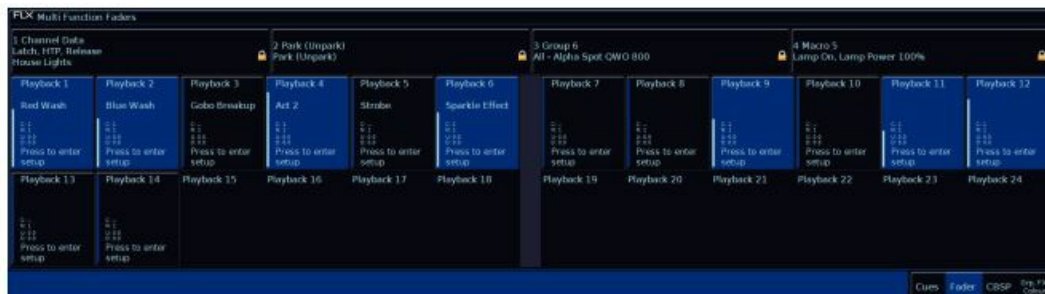 FLX Multi Function Faders
1 Channel Data
Latch, HTP, Release
House Lights
2 Park (Unpark)
Park (Unpark)
3 Group 6
All - Alpha Spot QWO 800
4 Macro 5
Lamp On, Lamp Power 100%
Playback 1
Red Wash
Press to enter
setup
Playback 2
Blue Wash
Press to enter
setup
Playback 3
Gobo Breakup
Press to enter
setup
Playback 4
Act 2
Press to enter
setup
Playback 5
Strobe
Press to enter
setup
Playback 6
Sparkle Effect
Press to enter
setup
Playback 7
Press to enter
setup
Playback 8
Press to enter
setup
Playback 9
Press to enter
setup
Playback 10
Press to enter
setup
Playback 11
Press to enter
setup
Playback 12
Press to enter
setup
Playback 13
Press to enter
setup
Playback 14
Press to enter
setup
Playback 15
Playback 16
Playback 17
Playback 18
Playback 19
Playback 20
Playback 21
Playback 22
Playback 23
Playback 24
Cues
Fader
CBSP